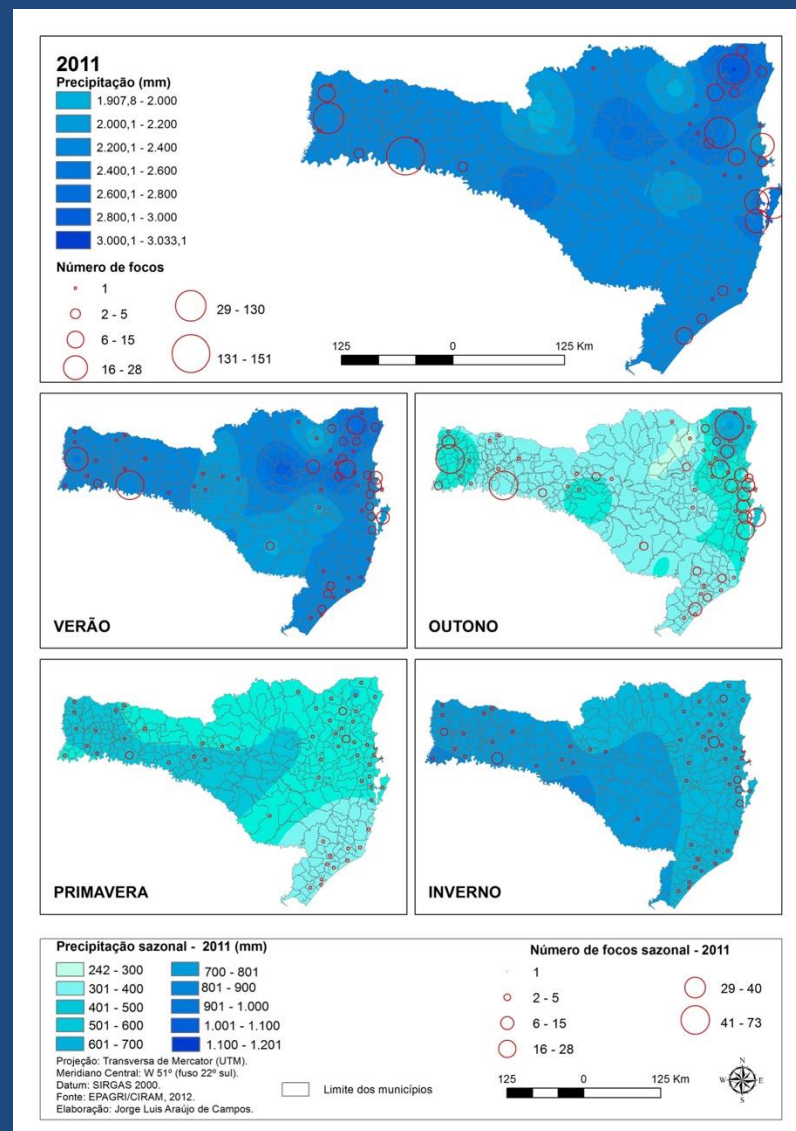 2011
Precipitação (mm)
1.907,8 - 2.000
2.000,1 - 2.200
2.200,1 - 2.400
2.400,1 - 2.600
2.600,1 - 2.800
2.800,1 - 3.000
3.000,1 - 3.033,1
Número de focos
1
2 - 5
6 - 15
16 - 28
29 - 130
131 - 151
125 0 125 Km
VERÃO
OUTONO
PRIMAVERA
INVERNO
Precipitação sazonal - 2011 (mm)
242 - 300
301 - 400
401 - 500
501 - 600
601 - 700
700 - 801
801 - 900
901 - 1.000
1.001 - 1.100
1.100 - 1.201
Projeção: Transversa de Mercator (UTM).
Meridiano Central: W 51º (fuso 22º sul).
Datum: SIRGAS 2000.
Fonte: EPAGRI/CIRAM, 2012.
Elaboração: Jorge Luis Araújo de Campos.
Limite dos municípios
Número de focos sazonal - 2011
1
2 - 5
6 - 15
16 - 28
29 - 40
41 - 73
125 0 125 Km
N
W E
S